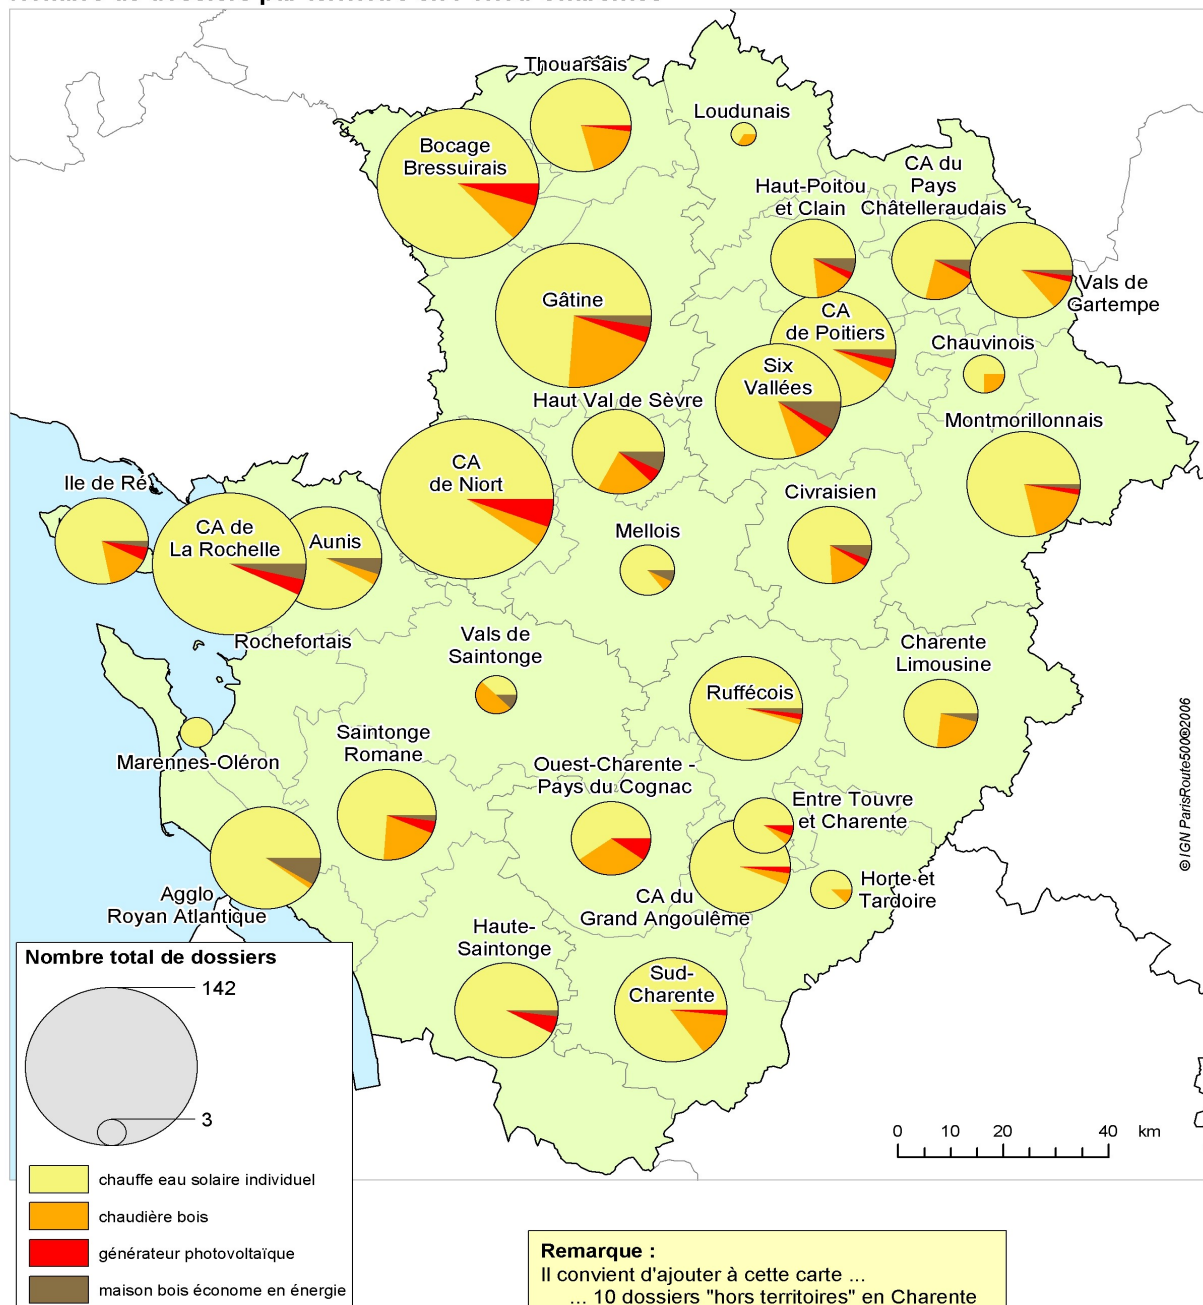 Thouarsais
Loudunais
Bocage
Bressuirais
CA du
Pays
Châtelleraudais
Haut-Poitou
et Clain
Vals de
Gartempe
Gâtine
CA
de Poitiers
Chauvinois
Six
Vallées
Haut Val de Sèvre
Montmorillonnais
CA
de Niort
Ile de Ré
Civraisien
CA de
La Rochelle
Aunis
Mellois
Rochefortais
Vals de
Saintonge
Charente
Limousine
Ruffécois
Saintonge
Romane
Marennes-Oléron
Ouest-Charente -
Pays du Cognac
Entre Touvre
et Charente
Horte et
Tardoire
Agglo
Royan Atlantique
CA du
Grand Angoulême
Haute-
Saintonge
Sud-
Charente
© IGN ParisRoute500®2006
Nombre total de dossiers
142
3
chauffe eau solaire individuel
chaudière bois
générateur photovoltaïque
maison bois économe en énergie
0 10 20 40 km
Remarque :
Il convient d'ajouter à cette carte ...
... 10 dossiers "hors territoires" en Charente